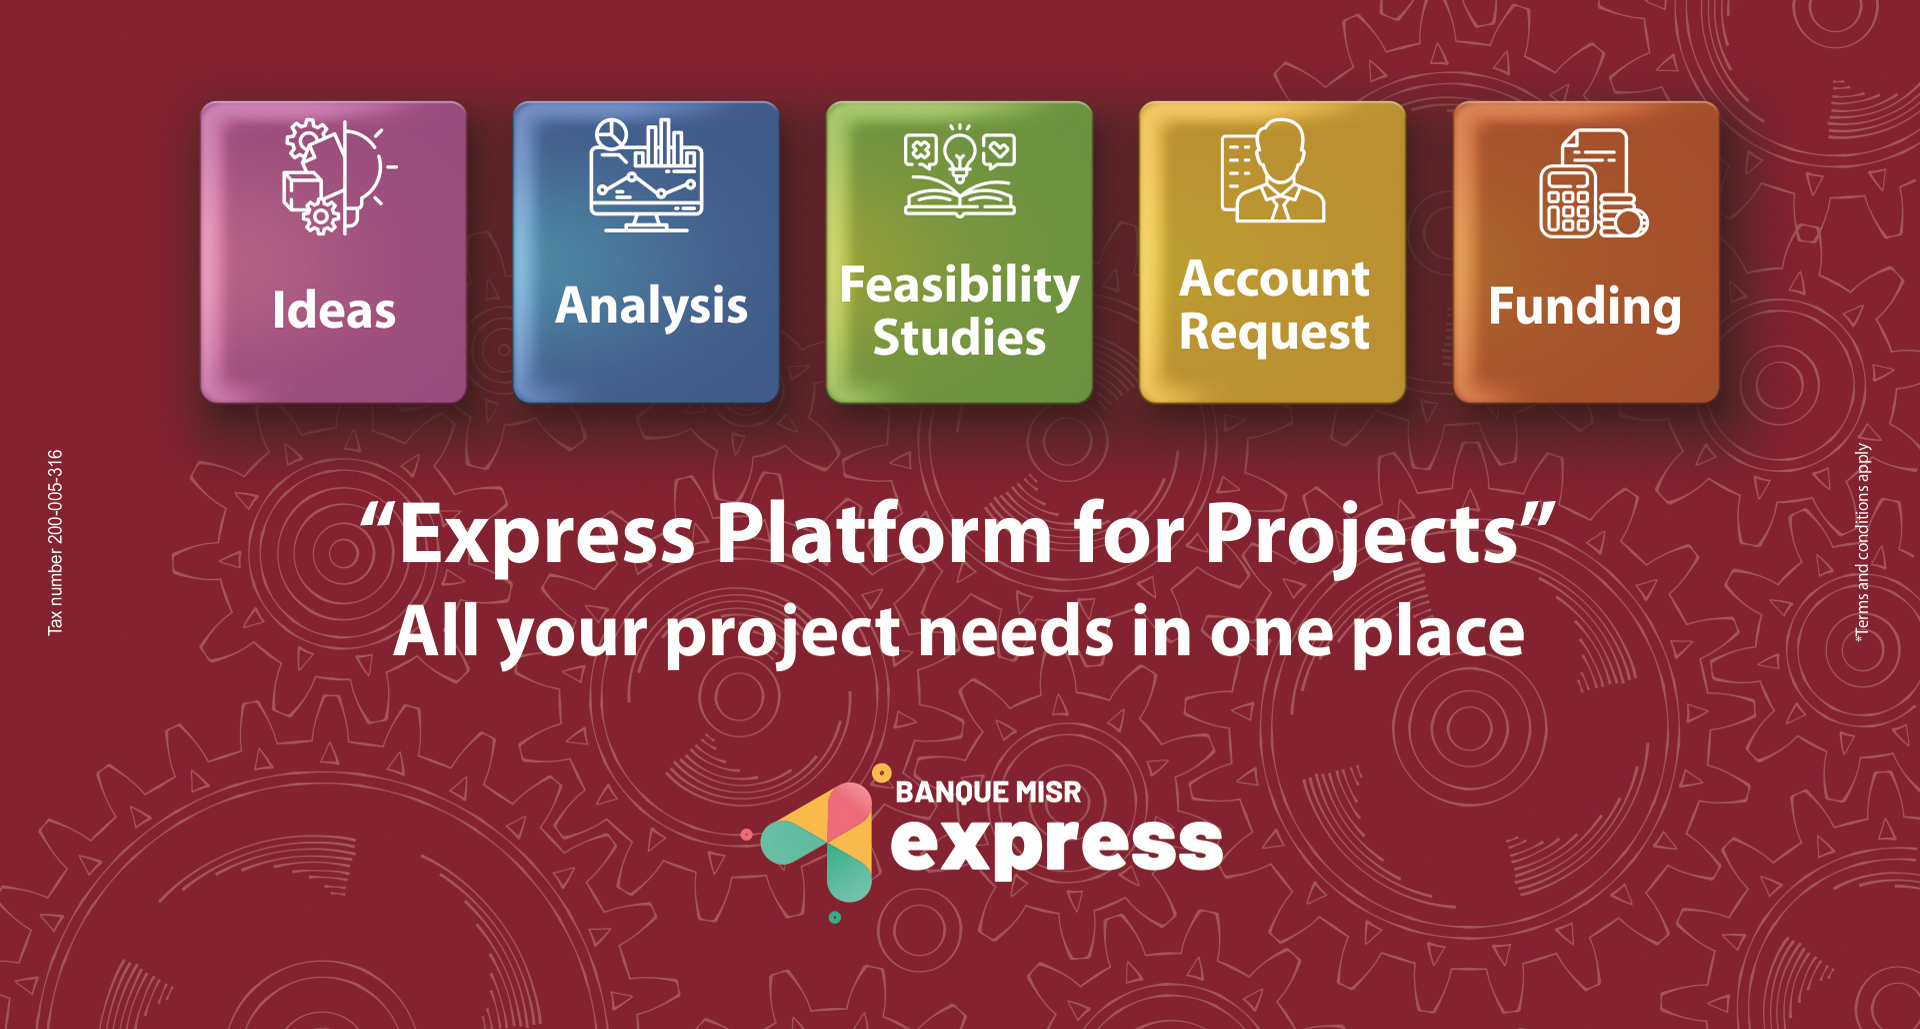 Ideas
Analysis
Feasibility
Studies
Account
Request
Funding
“Express Platform for Projects”
All your project needs in one place
BANQUE MISR
express
Tax number 200-005-316
*Terms and conditions apply